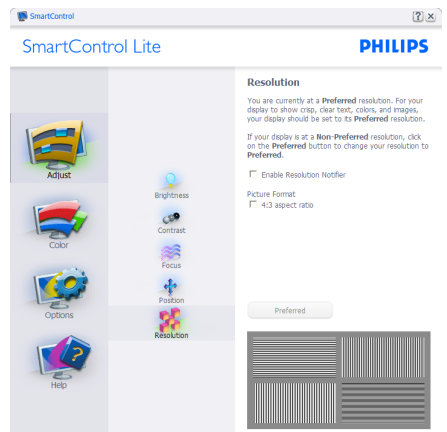 SmartControl
SmartControl Lite
PHILIPS
Adjust
Color
Options
Help
Brightness
Contrast
Focus
Position
Resolution
Resolution
You are currently at a Preferred resolution. For your
display to show crisp, clear text, colors, and images,
your display should be set to its Preferred resolution.
If your display is at a Non-Preferred resolution, click
on the Preferred button to change your resolution to
Preferred.
Enable Resolution Notifier
Picture Format
4:3 aspect ratio
Preferred